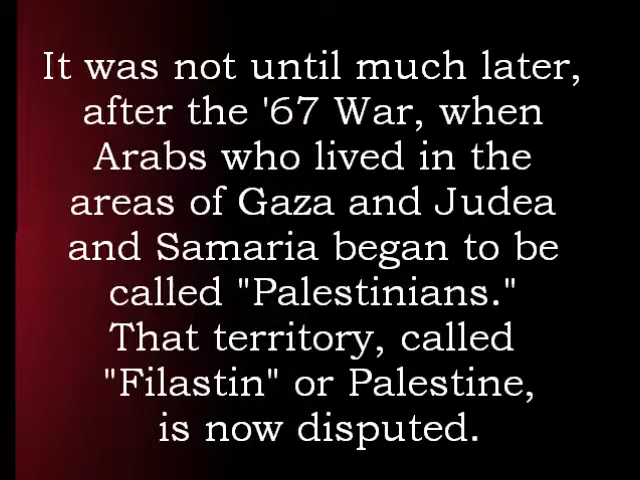 It was not until much later,
after the '67 War, when
Arabs who lived in the
areas of Gaza and Judea
and Samaria began to be
called "Palestinians."
That territory, called
"Filastin" or Palestine,
is now disputed.